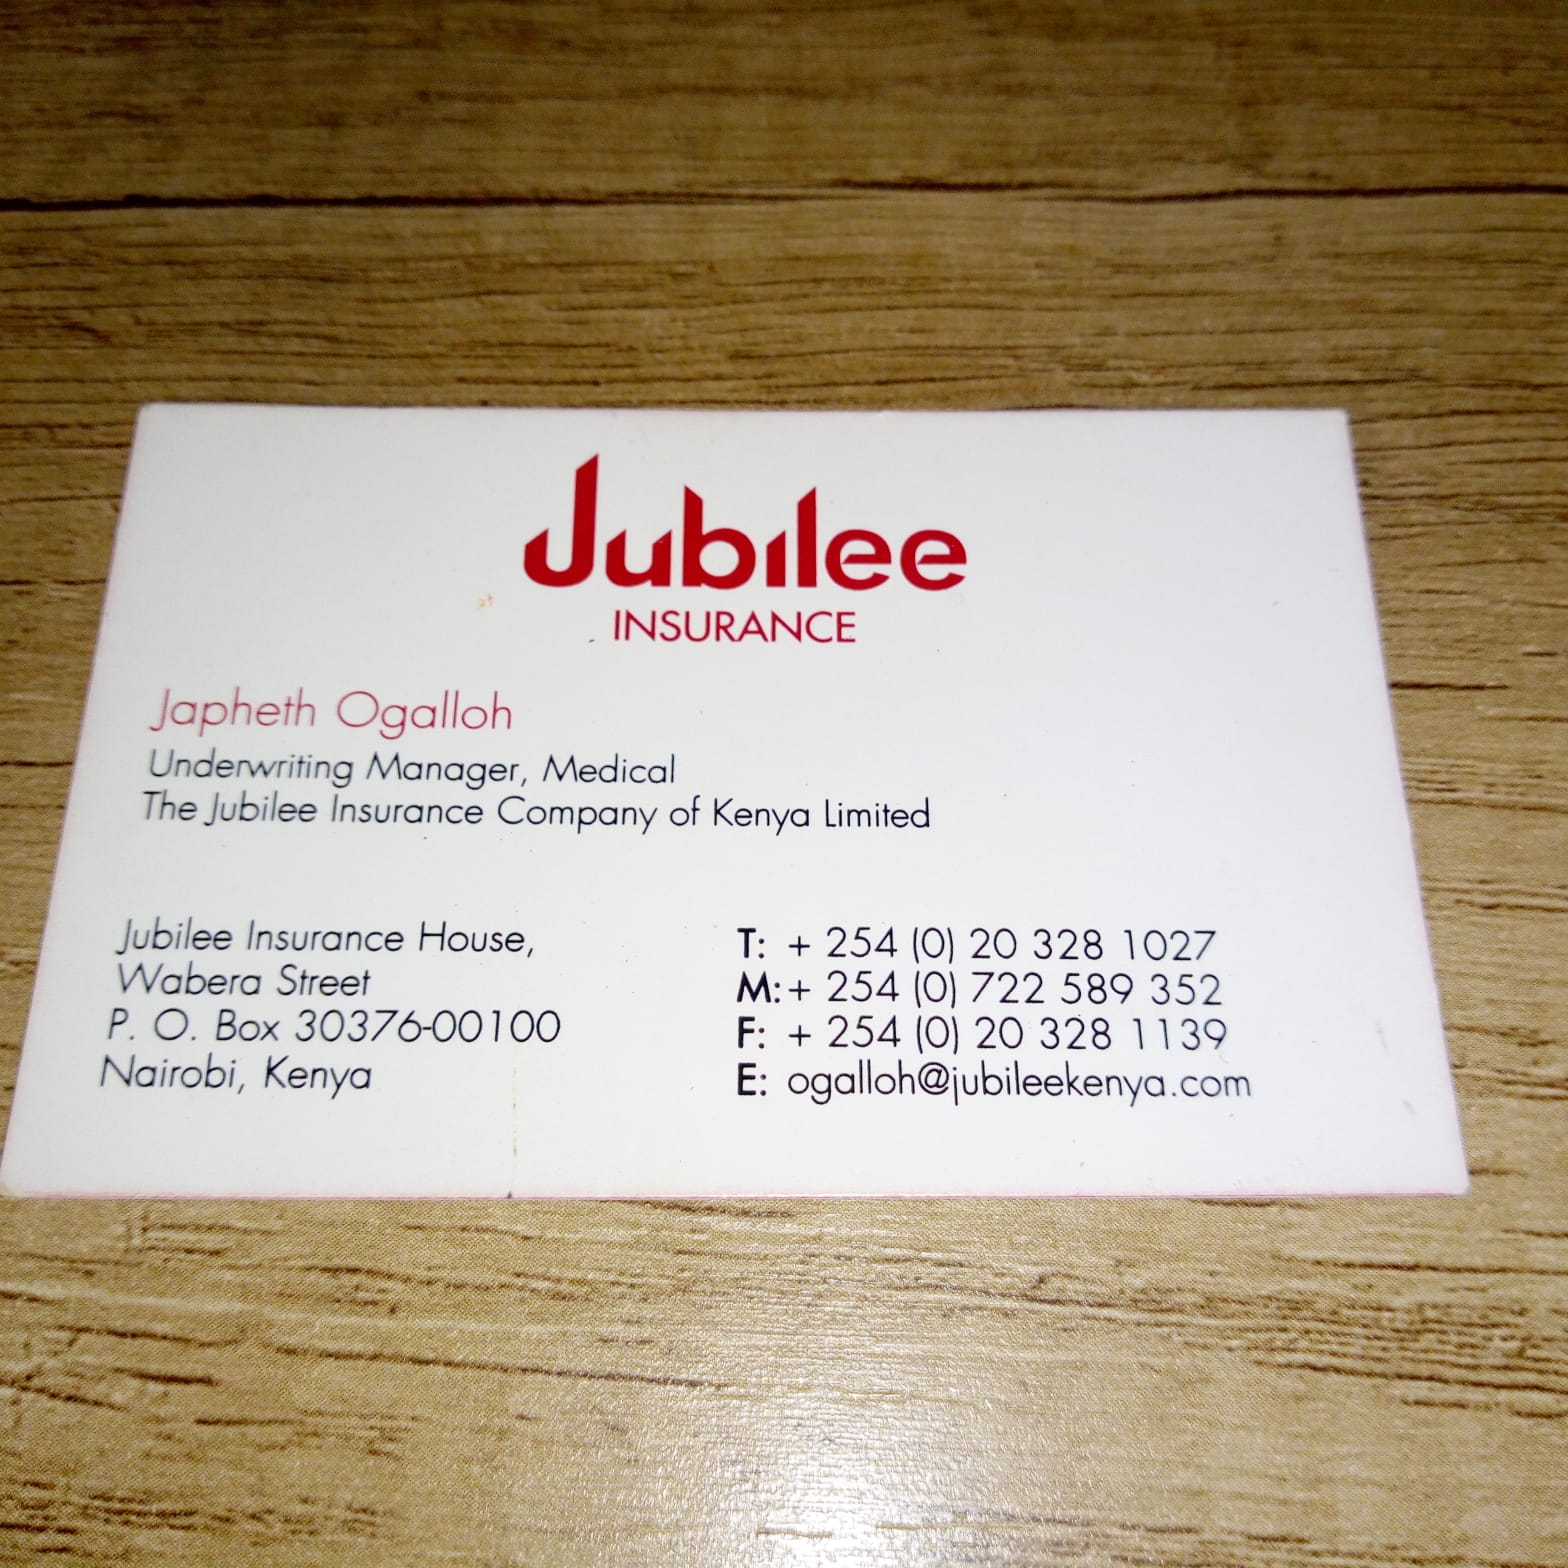 Jubilee
INSURANCE
Japheth Ogalloh
Underwriting Manager, Medical
The Jubilee Insurance Company of Kenya Limited
Jubilee Insurance House,
Wabera Street
P. O. Box 30376-00100
Nairobi, Kenya
T: + 254 (0) 20 328 1027
M: + 254 (0) 722 589 352
F: + 254 (0) 20 328 1139
E: ogalloh@jubileekenya.com